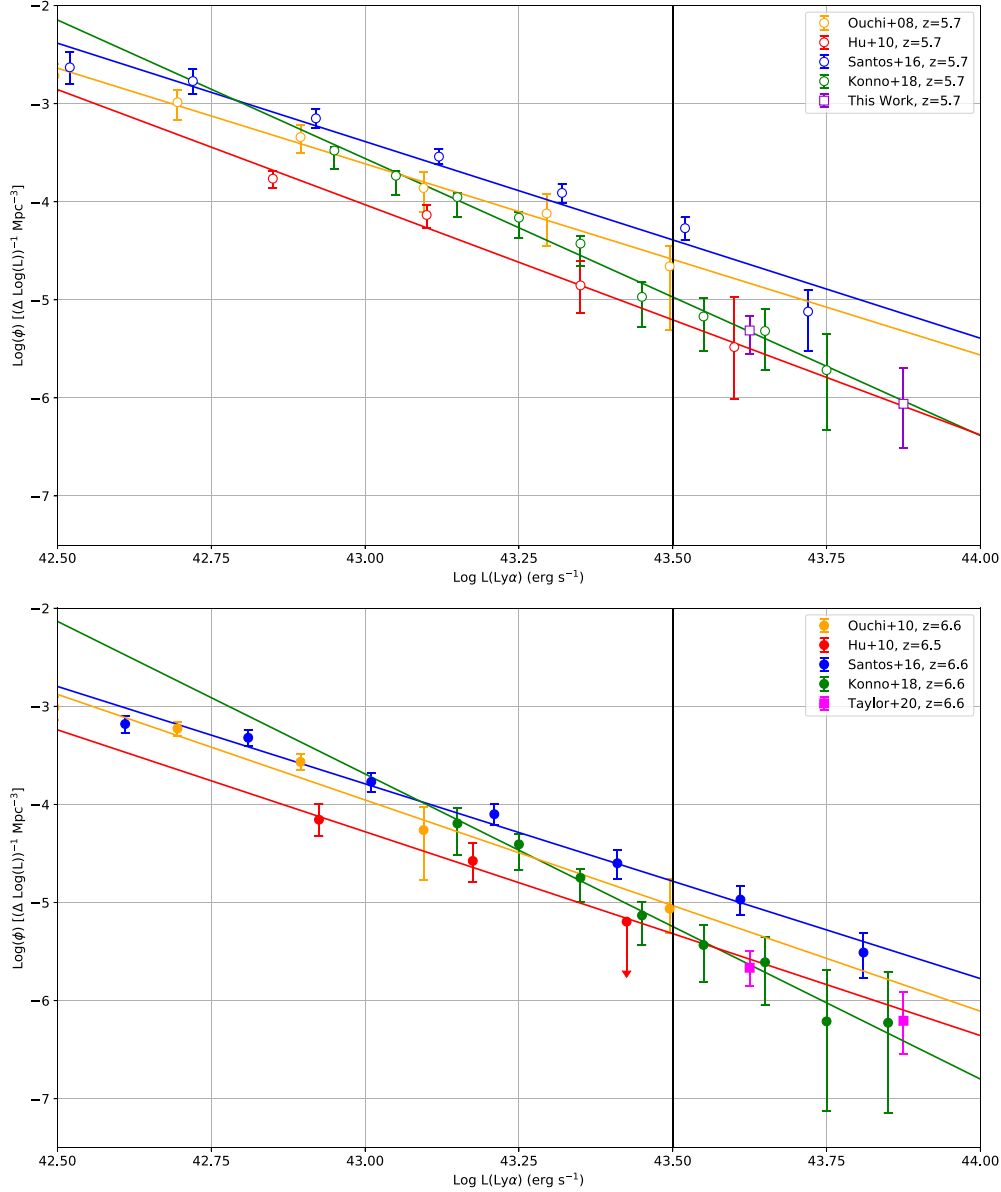 −2
−3
−4
−5
−6
−7
Log(ϕ) [(Δ Log(L))⁻¹ Mpc⁻³]
Ouchi+08, z=5.7
Hu+10, z=5.7
Santos+16, z=5.7
Konno+18, z=5.7
This Work, z=5.7
42.50 42.75 43.00 43.25 43.50 43.75 44.00
Log L(Lyα) (erg s⁻¹)
−2
−3
−4
−5
−6
−7
Log(ϕ) [(Δ Log(L))⁻¹ Mpc⁻³]
Ouchi+10, z=6.6
Hu+10, z=6.5
Santos+16, z=6.6
Konno+18, z=6.6
Taylor+20, z=6.6
42.50 42.75 43.00 43.25 43.50 43.75 44.00
Log L(Lyα) (erg s⁻¹)